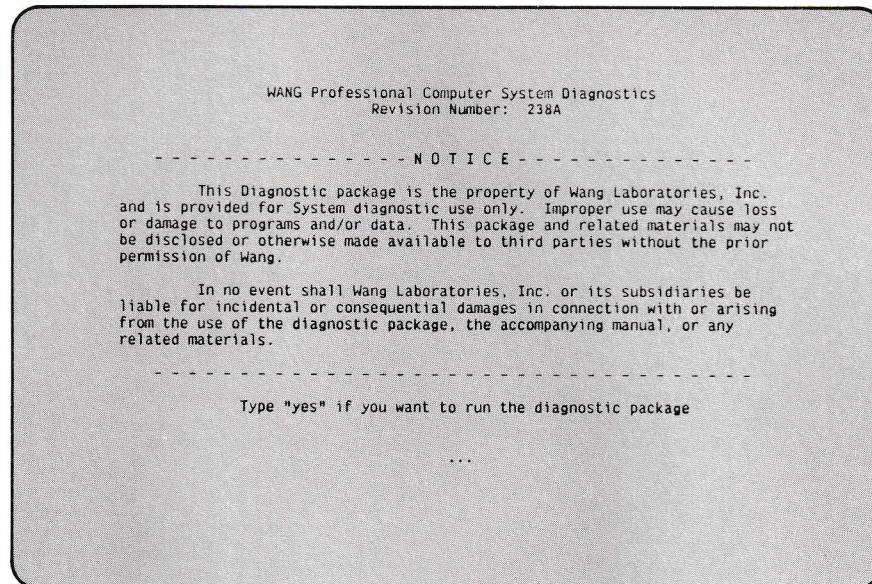 WANG Professional Computer System Diagnostics
Revision Number:  238A
- - - - - - - - - - - - - - - N O T I C E - - - - - - - - - - - - - -
This Diagnostic package is the property of Wang Laboratories, Inc.
and is provided for System diagnostic use only.  Improper use may cause loss
or damage to programs and/or data.  This package and related materials may not
be disclosed or otherwise made available to third parties without the prior
permission of Wang.
In no event shall Wang Laboratories, Inc. or its subsidiaries be
liable for incidental or consequential damages in connection with or arising
from the use of the diagnostic package, the accompanying manual, or any
related materials.
- - - - - - - - - - - - - - - - - - - - - - - - - - - - - - - - - - -
Type "yes" if you want to run the diagnostic package
...